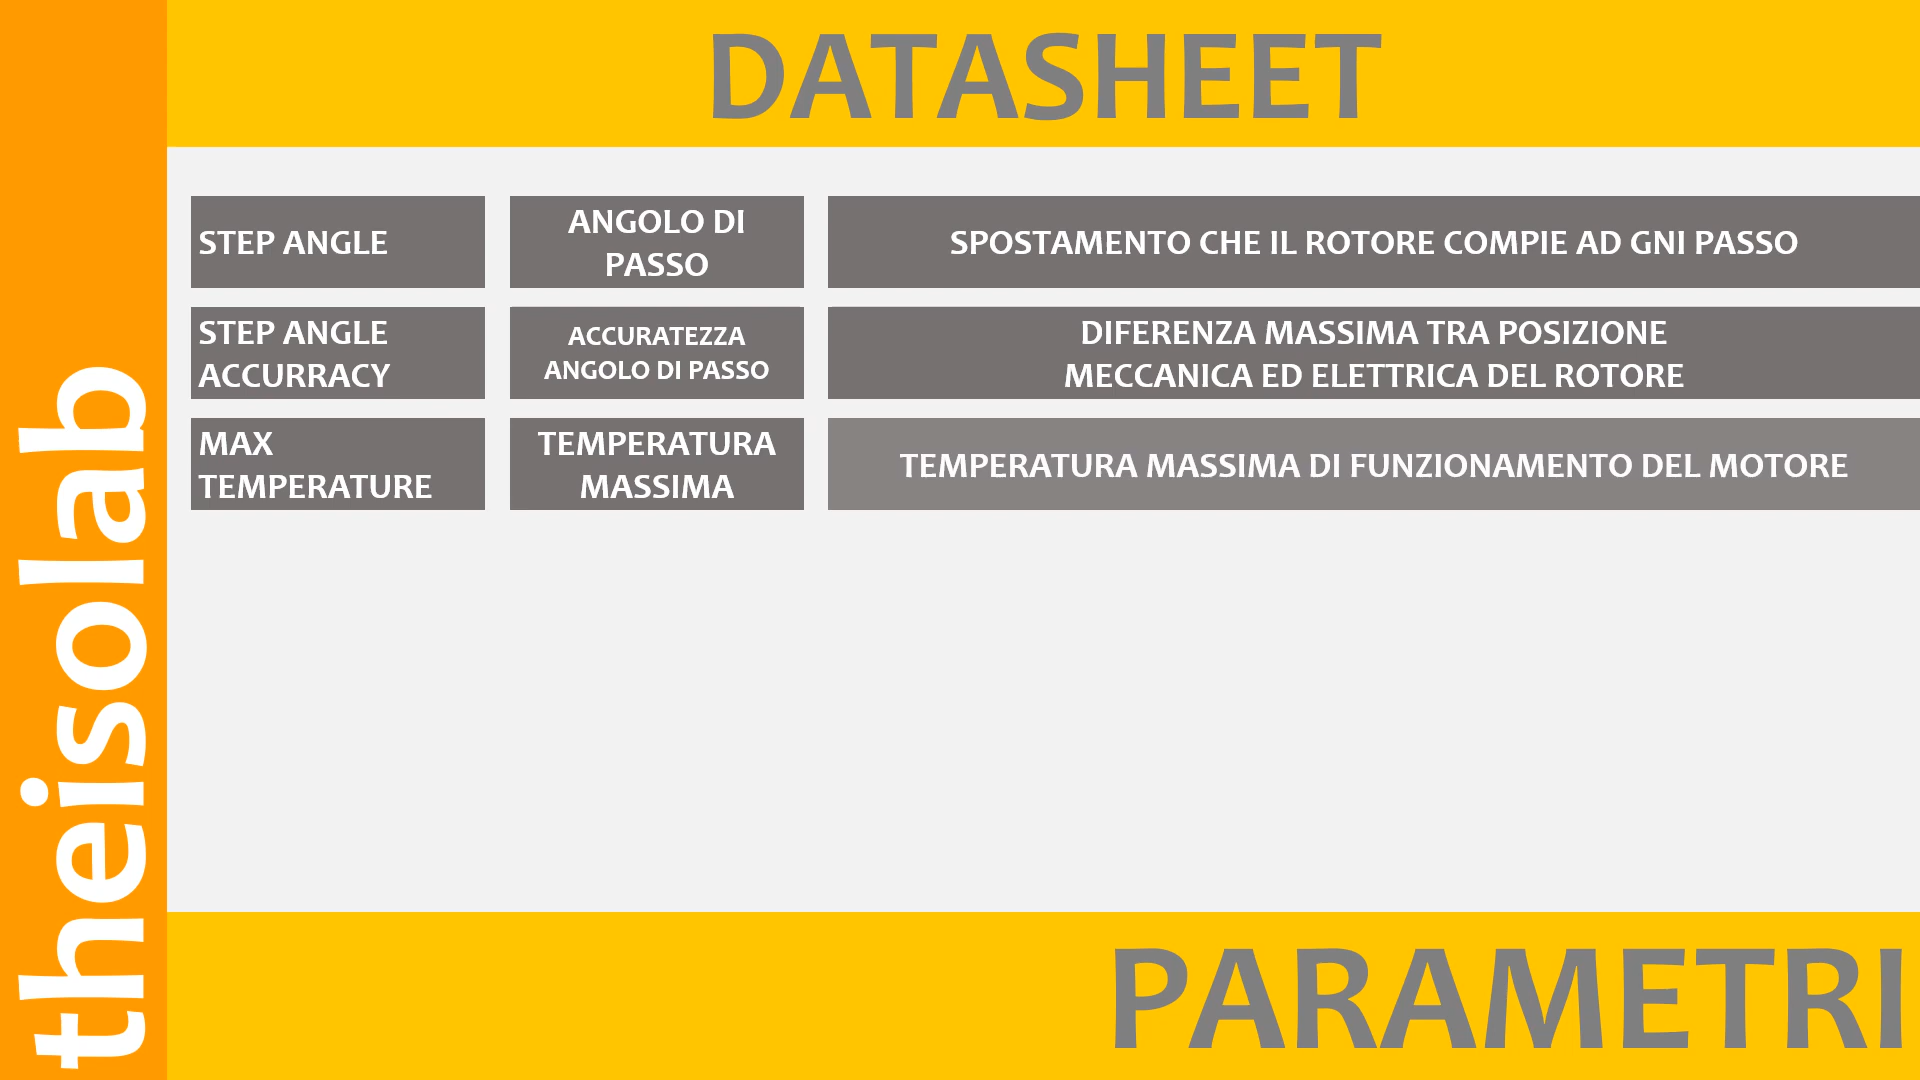 DATASHEET
STEP ANGLE
ANGOLO DI
PASSO
SPOSTAMENTO CHE IL ROTORE COMPIE AD GNI PASSO
STEP ANGLE
ACCURRACY
ACCURATEZZA
ANGOLO DI PASSO
DIFERENZA MASSIMA TRA POSIZIONE
MECCANICA ED ELETTRICA DEL ROTORE
MAX
TEMPERATURE
TEMPERATURA
MASSIMA
TEMPERATURA MASSIMA DI FUNZIONAMENTO DEL MOTORE
theisolab
PARAMETRI